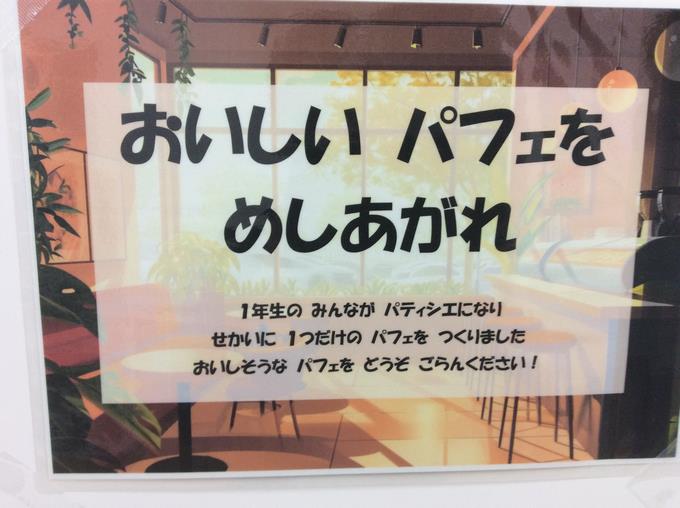 おいしい パフェを
めしあがれ
1年生の みんなが パティシエになり
せかいに 1つだけの パフェを つくりました
おいしそうな パフェを どうぞ ごらんください！